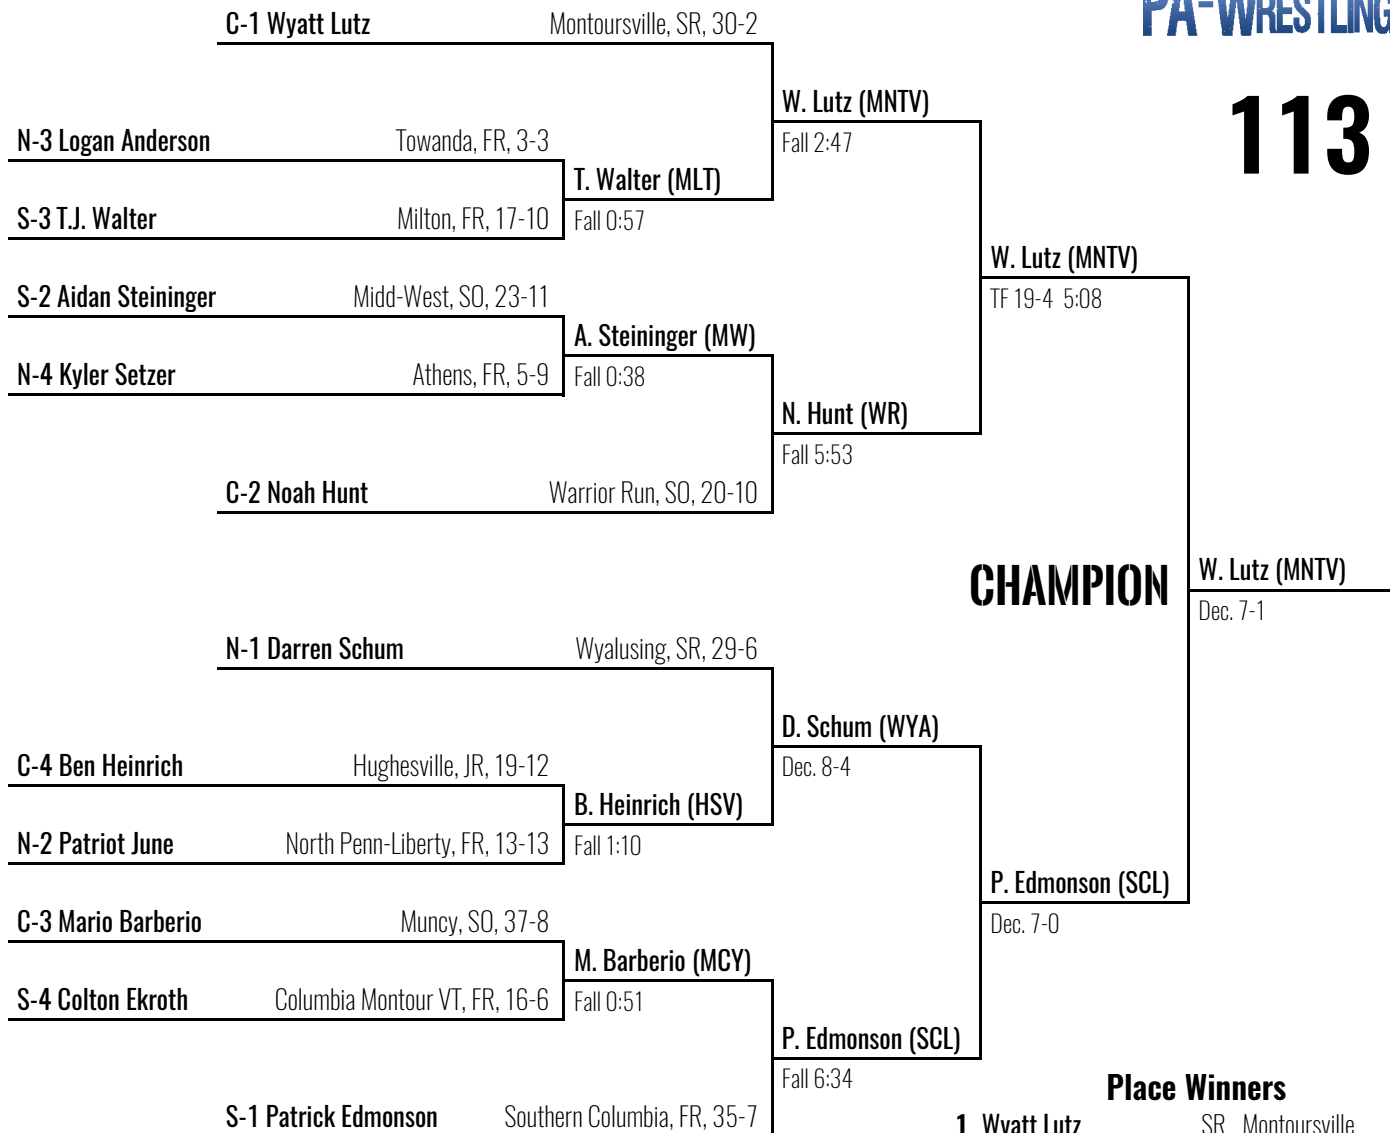 PA-WRESTLING
113
C-1 Wyatt Lutz Montoursville, SR, 30-2
W. Lutz (MNTV)
Fall 2:47
N-3 Logan Anderson Towanda, FR, 3-3
T. Walter (MLT)
Fall 0:57
S-3 T.J. Walter Milton, FR, 17-10
W. Lutz (MNTV)
TF 19-4 5:08
S-2 Aidan Steininger Midd-West, SO, 23-11
A. Steininger (MW)
Fall 0:38
N-4 Kyler Setzer Athens, FR, 5-9
N. Hunt (WR)
Fall 5:53
C-2 Noah Hunt Warrior Run, SO, 20-10
CHAMPION
W. Lutz (MNTV)
Dec. 7-1
N-1 Darren Schum Wyalusing, SR, 29-6
D. Schum (WYA)
Dec. 8-4
C-4 Ben Heinrich Hughesville, JR, 19-12
B. Heinrich (HSV)
Fall 1:10
N-2 Patriot June North Penn-Liberty, FR, 13-13
P. Edmonson (SCL)
Dec. 7-0
C-3 Mario Barberio Muncy, SO, 37-8
M. Barberio (MCY)
Fall 0:51
S-4 Colton Ekroth Columbia Montour VT, FR, 16-6
P. Edmonson (SCL)
Fall 6:34
S-1 Patrick Edmonson Southern Columbia, FR, 35-7
Place Winners
1 Wyatt Lutz SR Montoursville